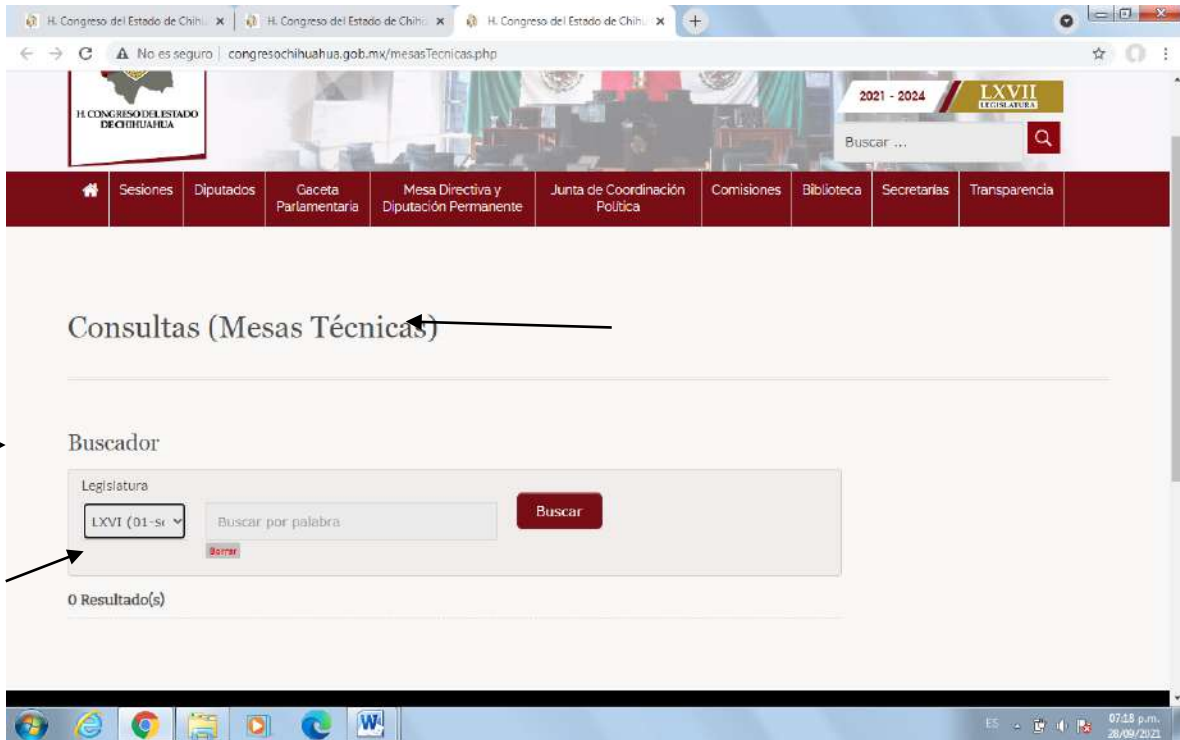 H. Congreso del Estado de Chih
H. Congreso del Estado de Chih
H. Congreso del Estado de Chih
No es seguro
congresochihuahua.gob.mx/mesasTecnicas.php
H. CONGRESO DEL ESTADO
DE CHIHUAHUA
2021 - 2024
LXVII
LEGISLATURA
Buscar ...
Sesiones
Diputados
Gaceta
Parlamentaria
Mesa Directiva y
Diputación Permanente
Junta de Coordinación
Política
Comisiones
Biblioteca
Secretarías
Transparencia
Consultas (Mesas Técnicas)
Buscador
Legislatura
LXVI (01-se
Buscar por palabra
Buscar
Borrar
0 Resultado(s)
ES
07:18 p.m.
28/09/2021